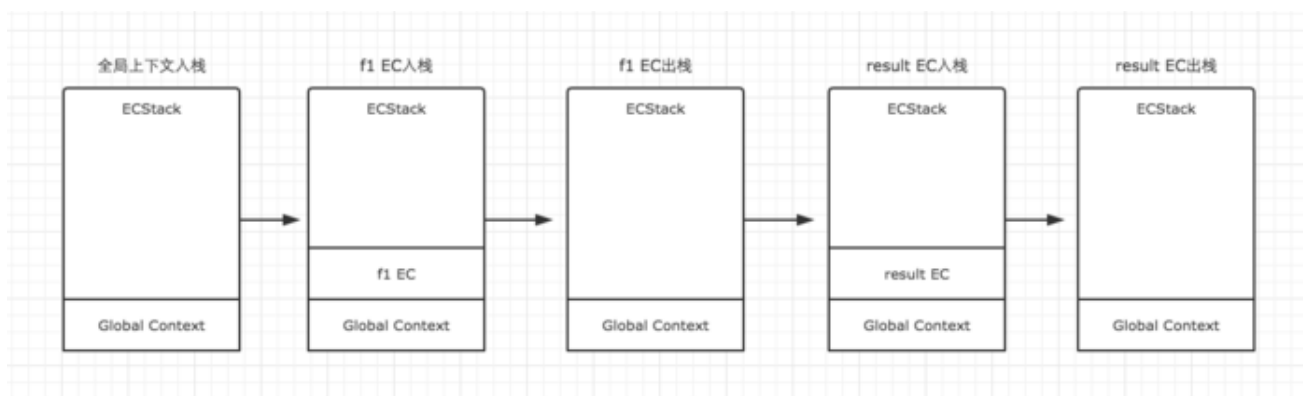 全局上下文入栈
f1 EC入栈
f1 EC出栈
result EC入栈
result EC出栈
ECStack
ECStack
ECStack
ECStack
ECStack
f1 EC
result EC
Global Context
Global Context
Global Context
Global Context
Global Context